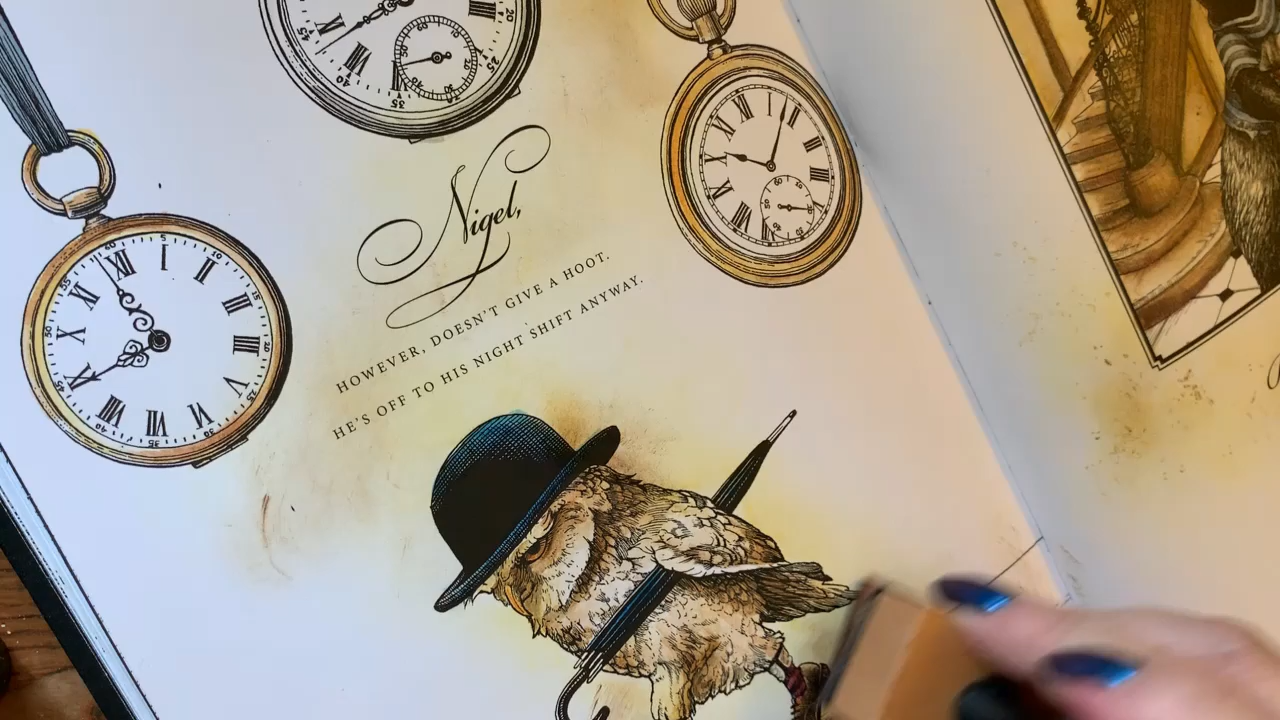 Nigel,
HOWEVER, DOESN'T GIVE A HOOT.
HE'S OFF TO HIS NIGHT SHIFT ANYWAY.